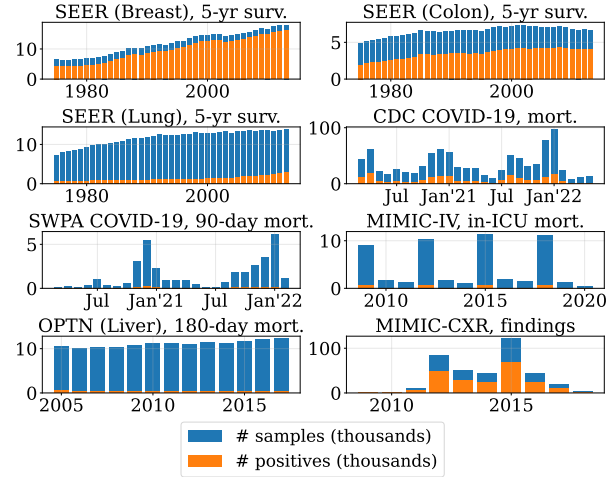 SEER (Breast), 5-yr surv.
10
0
1980
2000
SEER (Colon), 5-yr surv.
5
0
1980
2000
SEER (Lung), 5-yr surv.
10
0
1980
2000
CDC COVID-19, mort.
100
0
Jul
Jan'21
Jul
Jan'22
SWPA COVID-19, 90-day mort.
5
0
Jul
Jan'21
Jul
Jan'22
MIMIC-IV, in-ICU mort.
10
0
2010
2015
2020
OPTN (Liver), 180-day mort.
10
0
2005
2010
2015
MIMIC-CXR, findings
100
0
2010
2015
# samples (thousands)
# positives (thousands)